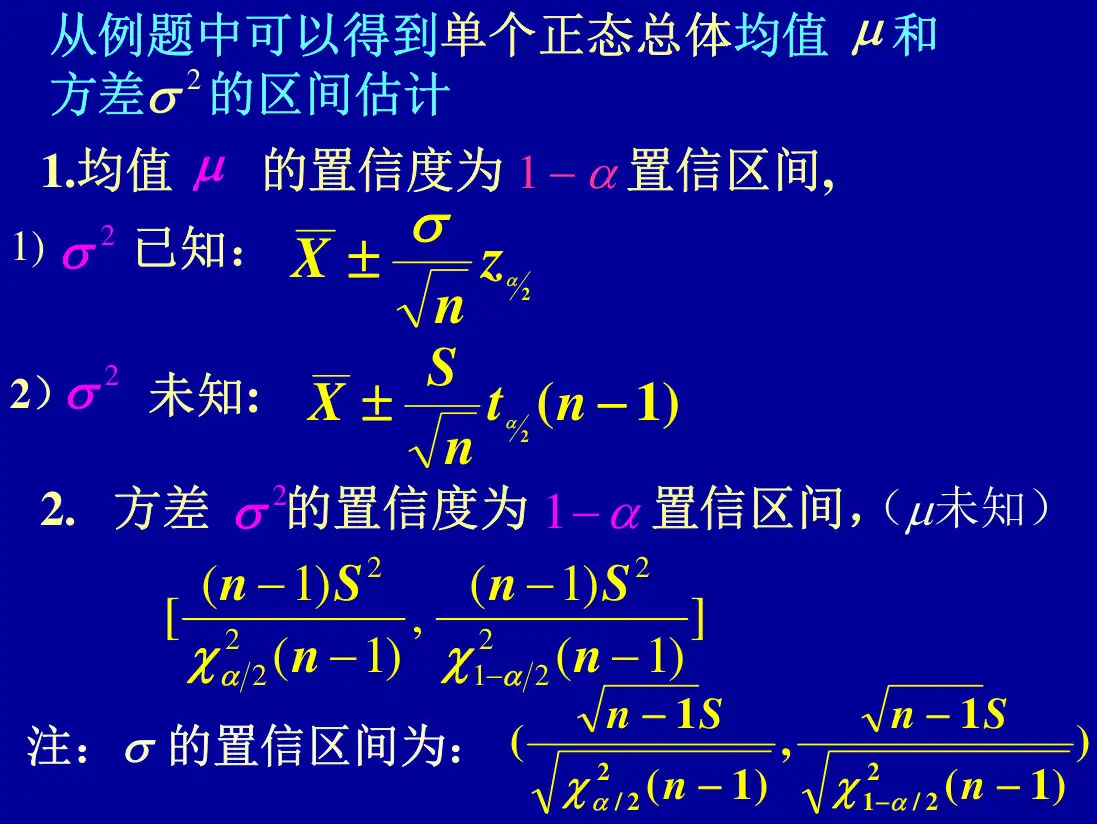 从例题中可以得到单个正态总体均值 μ 和
方差σ² 的区间估计
1.均值 μ 的置信度为 1 − α 置信区间,
1) σ² 已知： X̄ ± σ/√n z_{α/2}
2）σ² 未知: X̄ ± S/√n t_{α/2} (n − 1)
2. 方差 σ²的置信度为 1 − α 置信区间，（μ未知）
[ (n − 1)S² / χ²_{α/2}(n − 1) , (n − 1)S² / χ²_{1−α/2}(n − 1) ]
注：σ 的置信区间为： ( √(n − 1)S / √(χ²_{α/2}(n − 1)) , √(n − 1)S / √(χ²_{1−α/2}(n − 1)) )